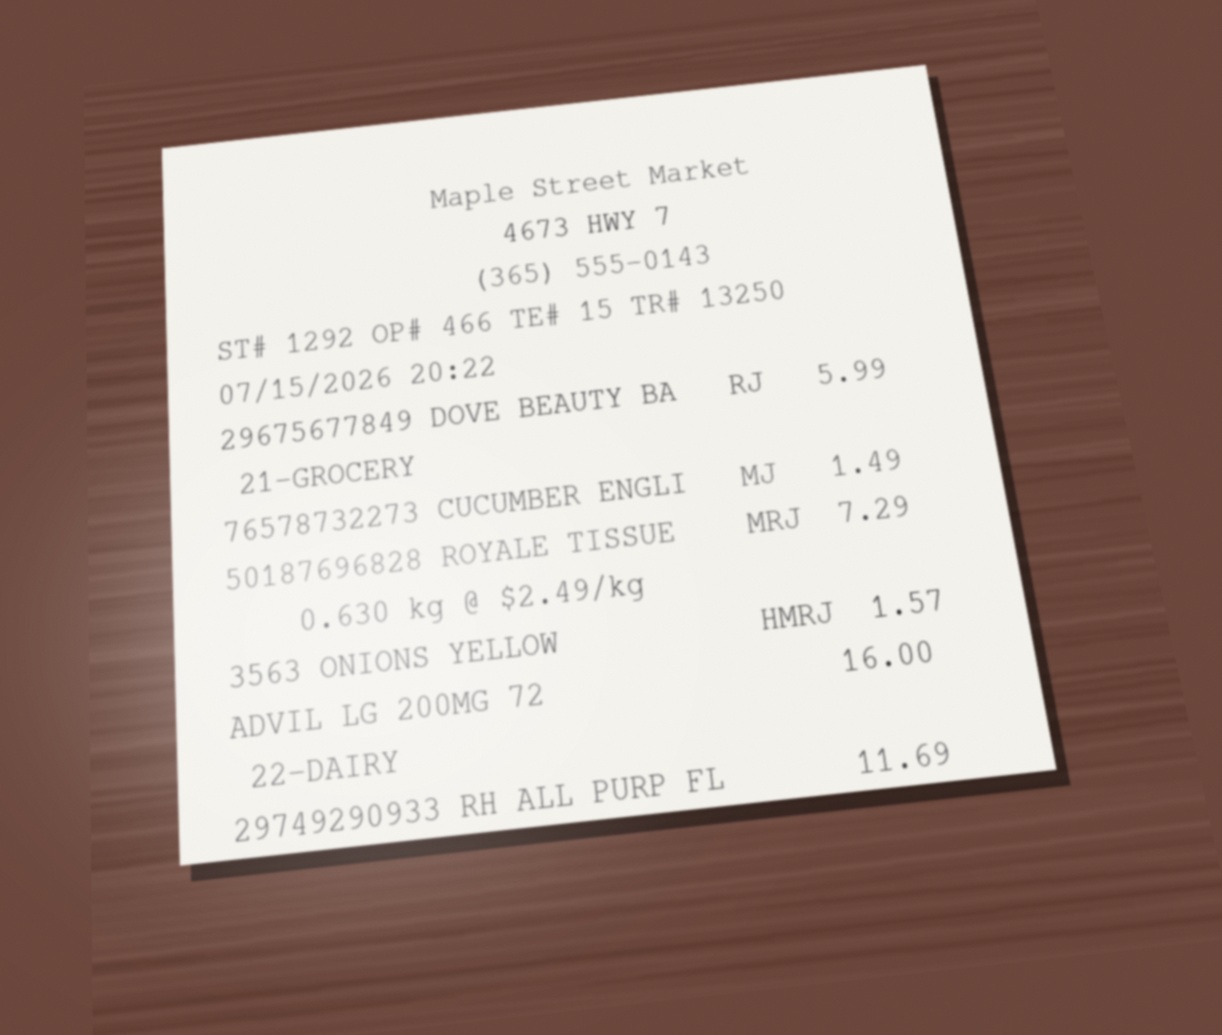 Maple Street Market
4673 HWY 7
(365) 555-0143
ST# 1292 OP# 466 TE# 15 TR# 13250
07/15/2026 20:22
29675677849 DOVE BEAUTY BA RJ 5.99
21-GROCERY
76578732273 CUCUMBER ENGLI MJ 1.49
50187696828 ROYALE TISSUE MRJ 7.29
0.630 kg @ $2.49/kg
3563 ONIONS YELLOW HMRJ 1.57
ADVIL LG 200MG 72 16.00
22-DAIRY
29749290933 RH ALL PURP FL 11.69